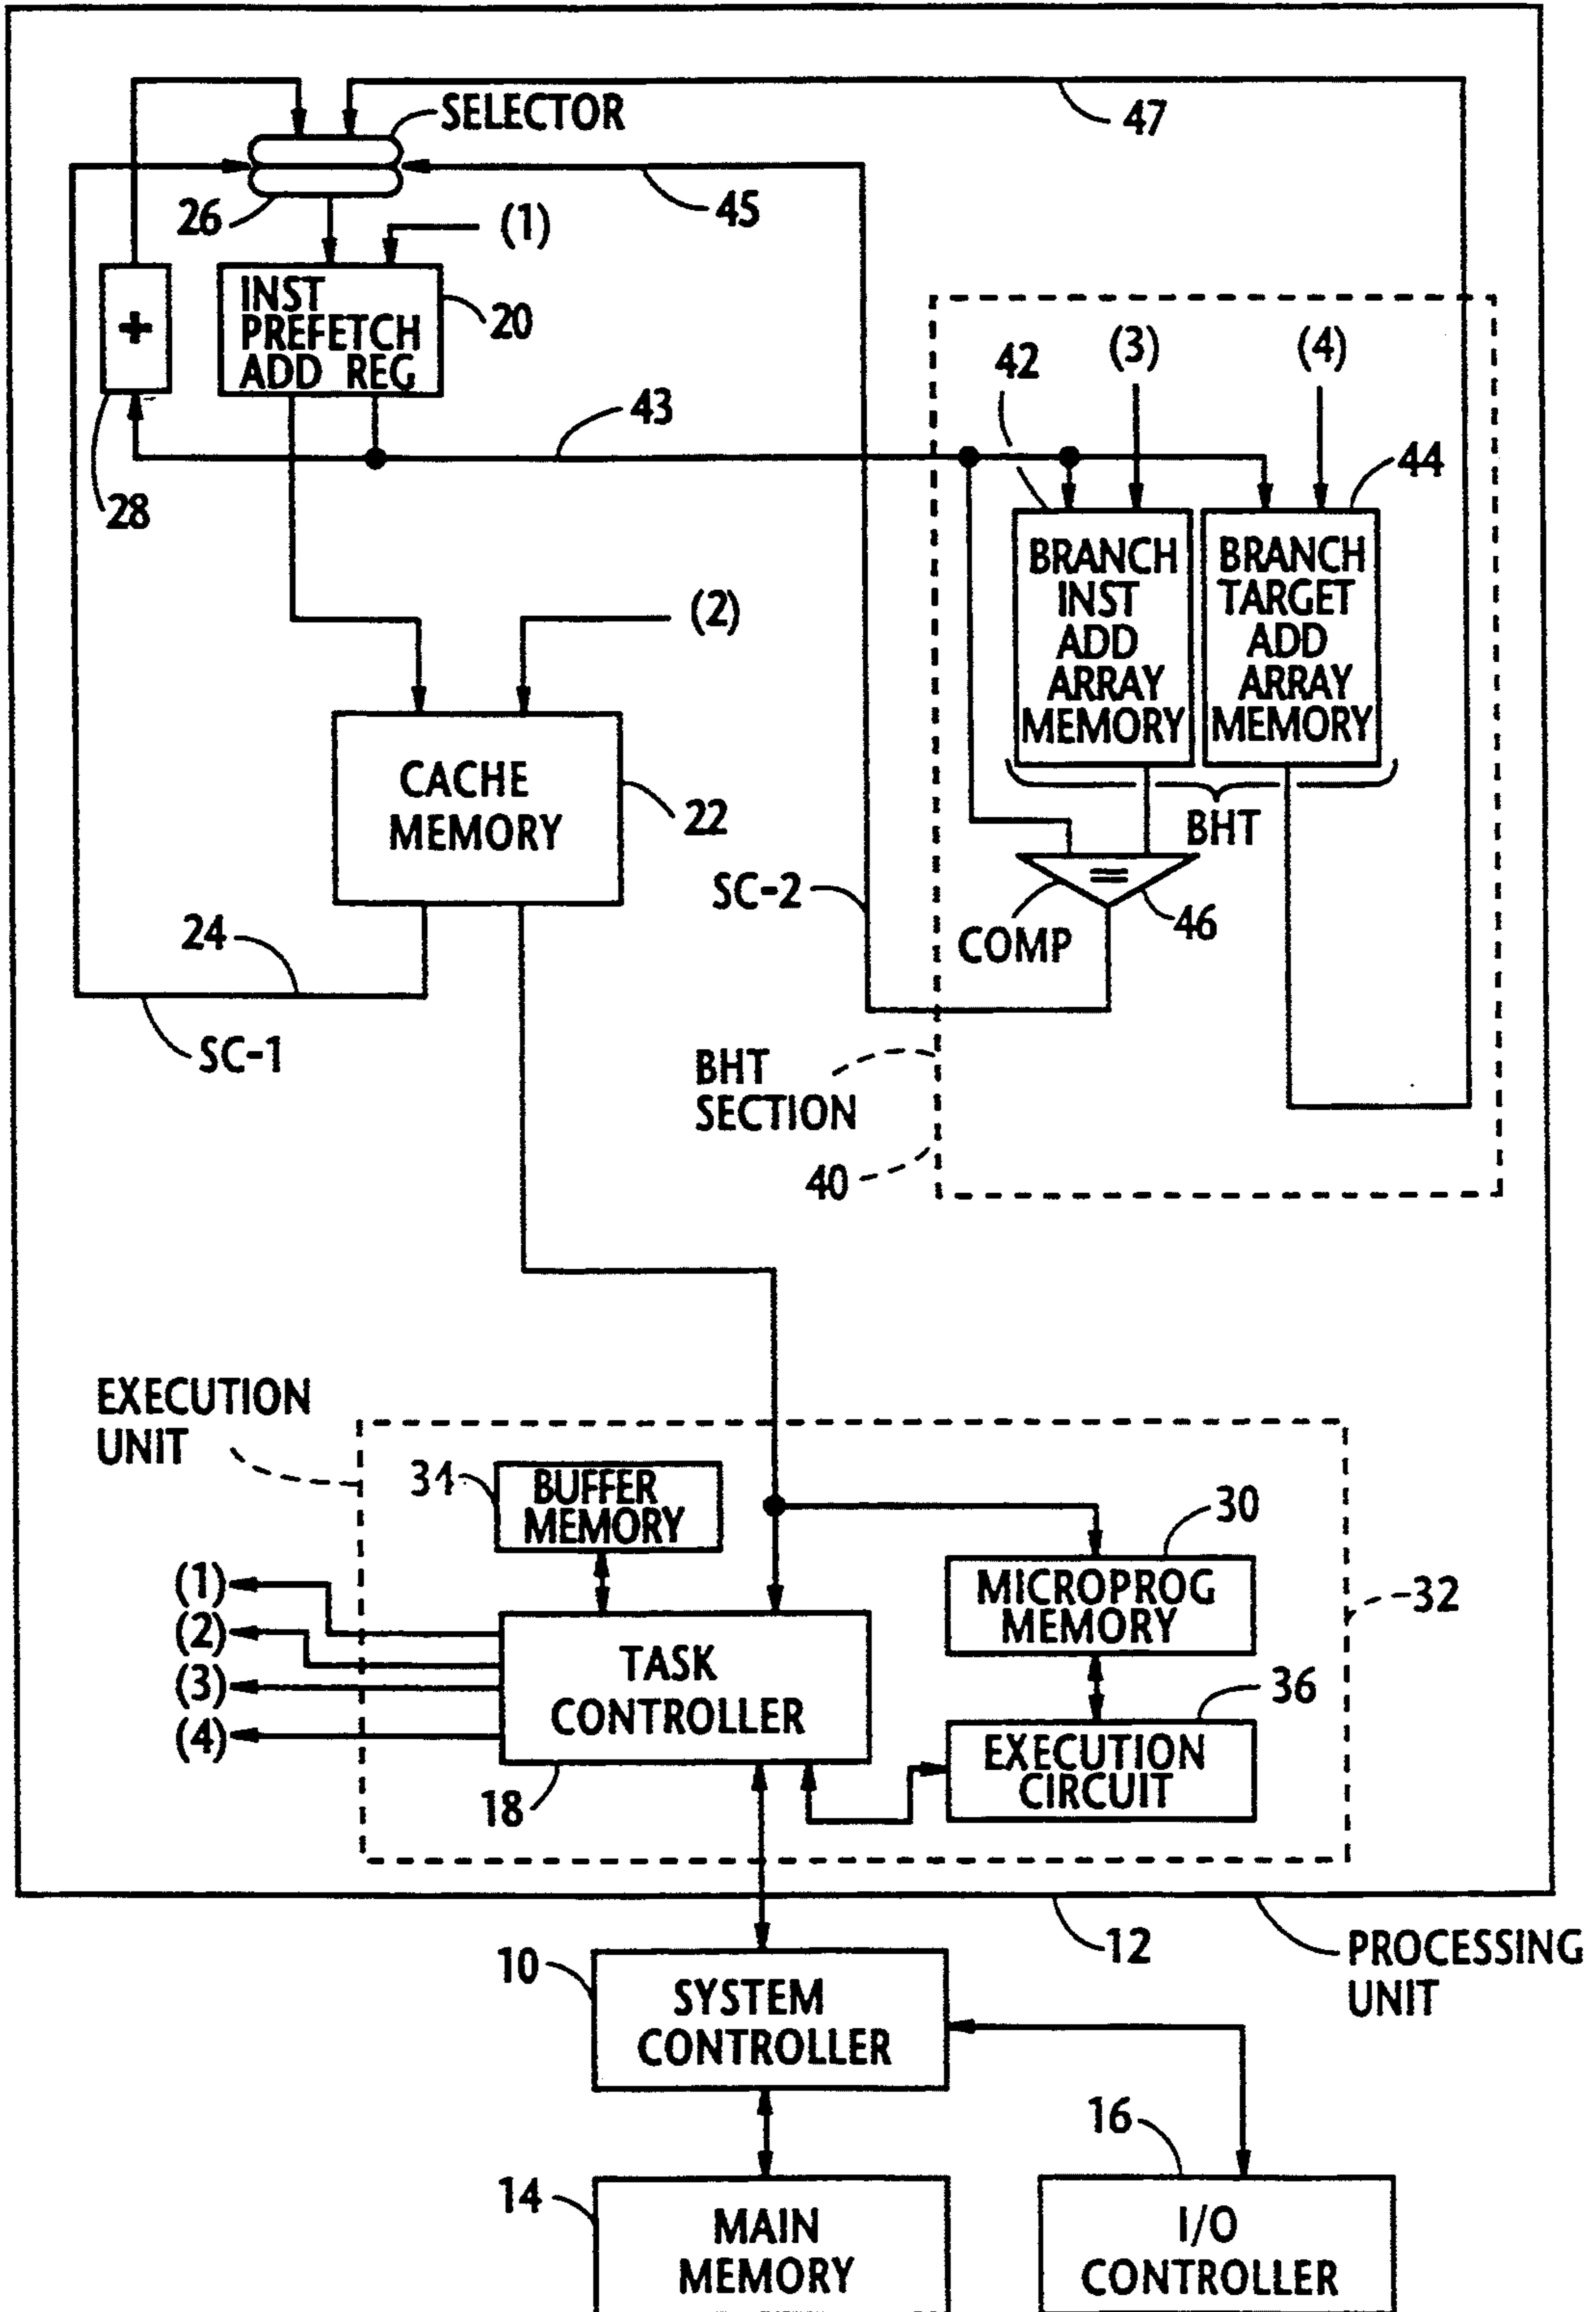 SELECTOR
47
26
45
(1)
+
INST
PREFETCH
ADD REG
20
28
43
42
(3)
(4)
44
BRANCH
INST
ADD
ARRAY
MEMORY
BRANCH
TARGET
ADD
ARRAY
MEMORY
(2)
CACHE
MEMORY
22
BHT
=
SC-2
COMP
46
24
SC-1
BHT
SECTION
40
EXECUTION
UNIT
34
BUFFER
MEMORY
30
MICROPROG
MEMORY
32
(1)
(2)
(3)
(4)
TASK
CONTROLLER
18
36
EXECUTION
CIRCUIT
12
PROCESSING
UNIT
10
SYSTEM
CONTROLLER
16
14
MAIN
MEMORY
I/O
CONTROLLER